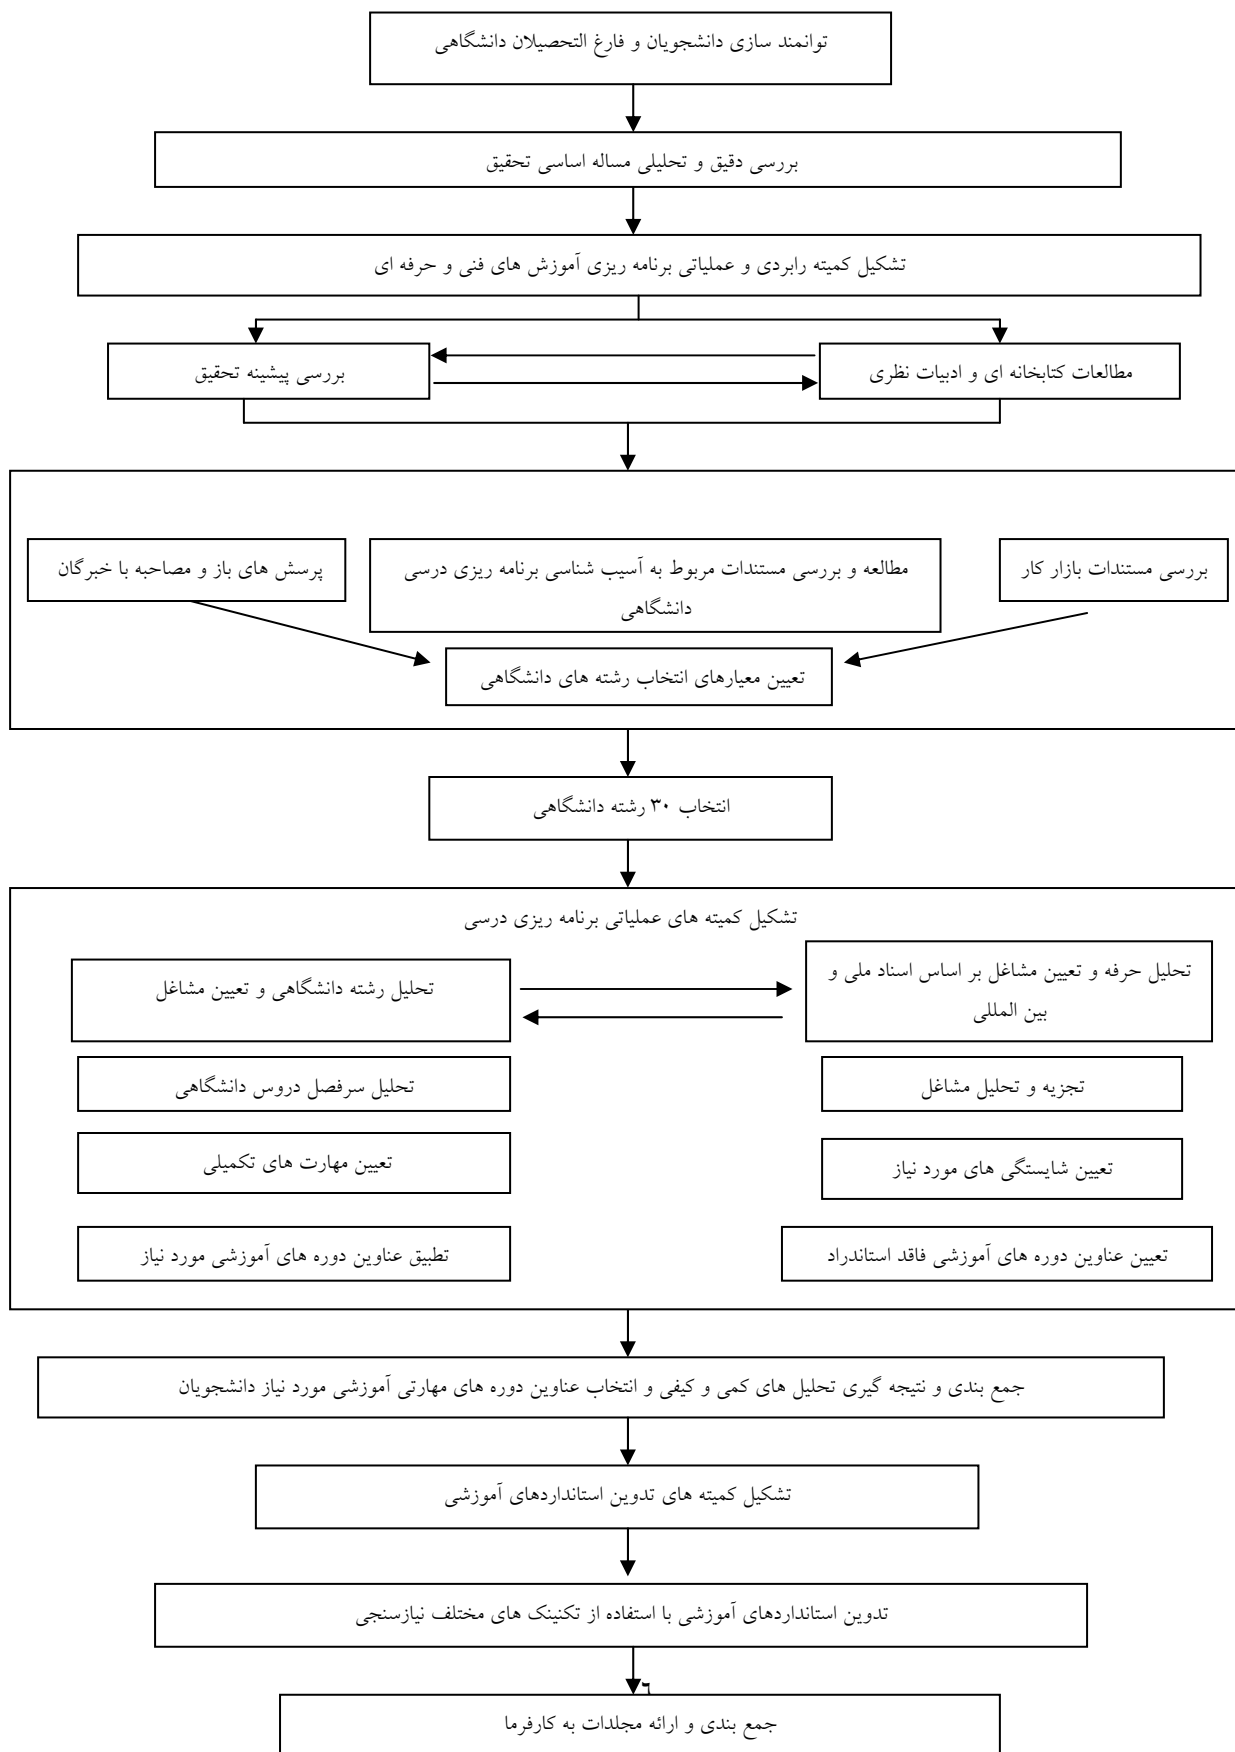 توانمند سازی دانشجویان و فارغ التحصیلان دانشگاهی
بررسی دقیق و تحلیلی مساله اساسی تحقیق
تشکیل کمیته رابردی و عملیاتی برنامه ریزی آموزش های فنی و حرفه ای
مطالعات کتابخانه ای و ادبیات نظری
بررسی پیشینه تحقیق
بررسی مستندات بازار کار
مطالعه و بررسی مستندات مربوط به آسیب شناسی برنامه ریزی درسی
دانشگاهی
پرسش های باز و مصاحبه با خبرگان
تعیین معیارهای انتخاب رشته های دانشگاهی
انتخاب ۳۰ رشته دانشگاهی
تشکیل کمیته های عملیاتی برنامه ریزی درسی
تحلیل حرفه و تعیین مشاغل بر اساس اسناد ملی و
بین المللی
تحلیل رشته دانشگاهی و تعیین مشاغل
تجزیه و تحلیل مشاغل
تحلیل سرفصل دروس دانشگاهی
تعیین شایستگی های مورد نیاز
تعیین مهارت های تکمیلی
تعیین عناوین دوره های آموزشی فاقد استاندراد
تطبیق عناوین دوره های آموزشی مورد نیاز
جمع بندی و نتیجه گیری تحلیل های کمی و کیفی و انتخاب عناوین دوره های مهارتی آموزشی مورد نیاز دانشجویان
تشکیل کمیته های تدوین استانداردهای آموزشی
تدوین استانداردهای آموزشی با استفاده از تکنینک های مختلف نیازسنجی
٦
جمع بندی و ارائه مجلدات به کارفرما